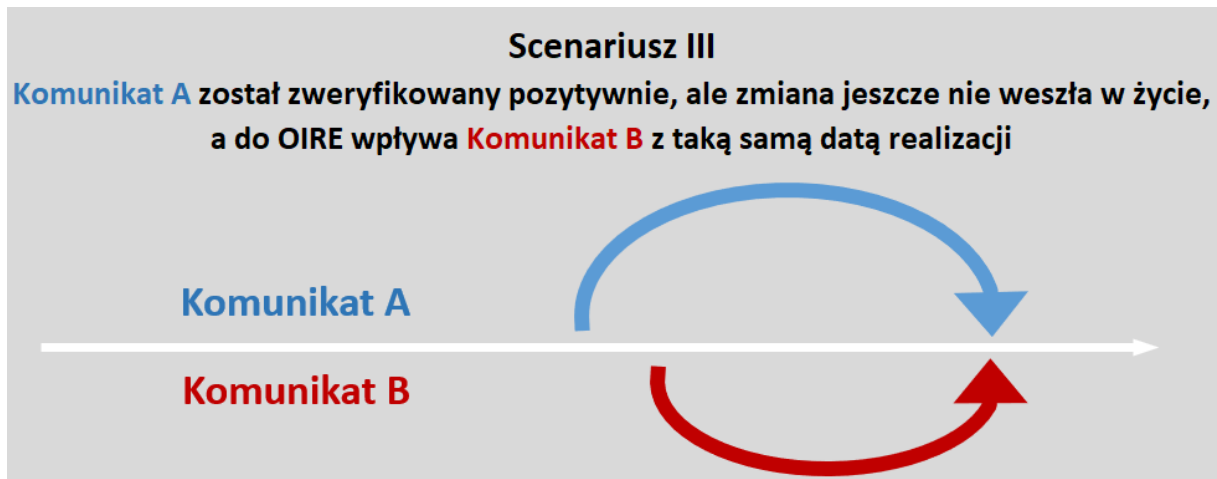 Scenariusz III
Komunikat A został zweryfikowany pozytywnie, ale zmiana jeszcze nie weszła w życie,
a do OIRE wpływa Komunikat B z taką samą datą realizacji
Komunikat A
Komunikat B